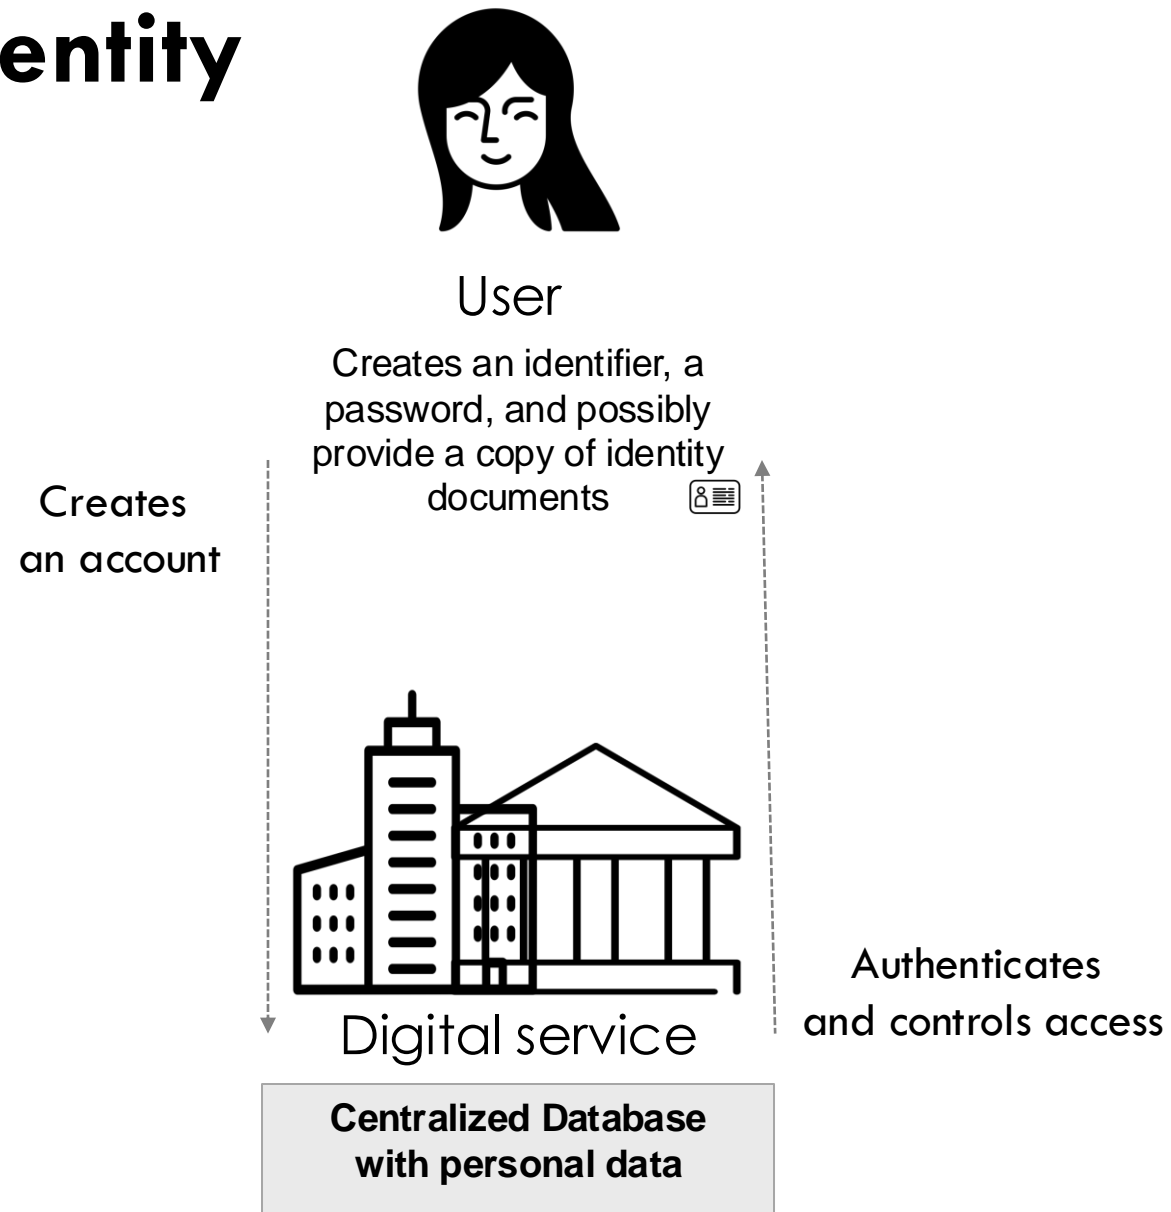 entity
User
Creates an identifier, a
password, and possibly
provide a copy of identity
documents
Creates
an account
Authenticates
and controls access
Digital service
Centralized Database
with personal data